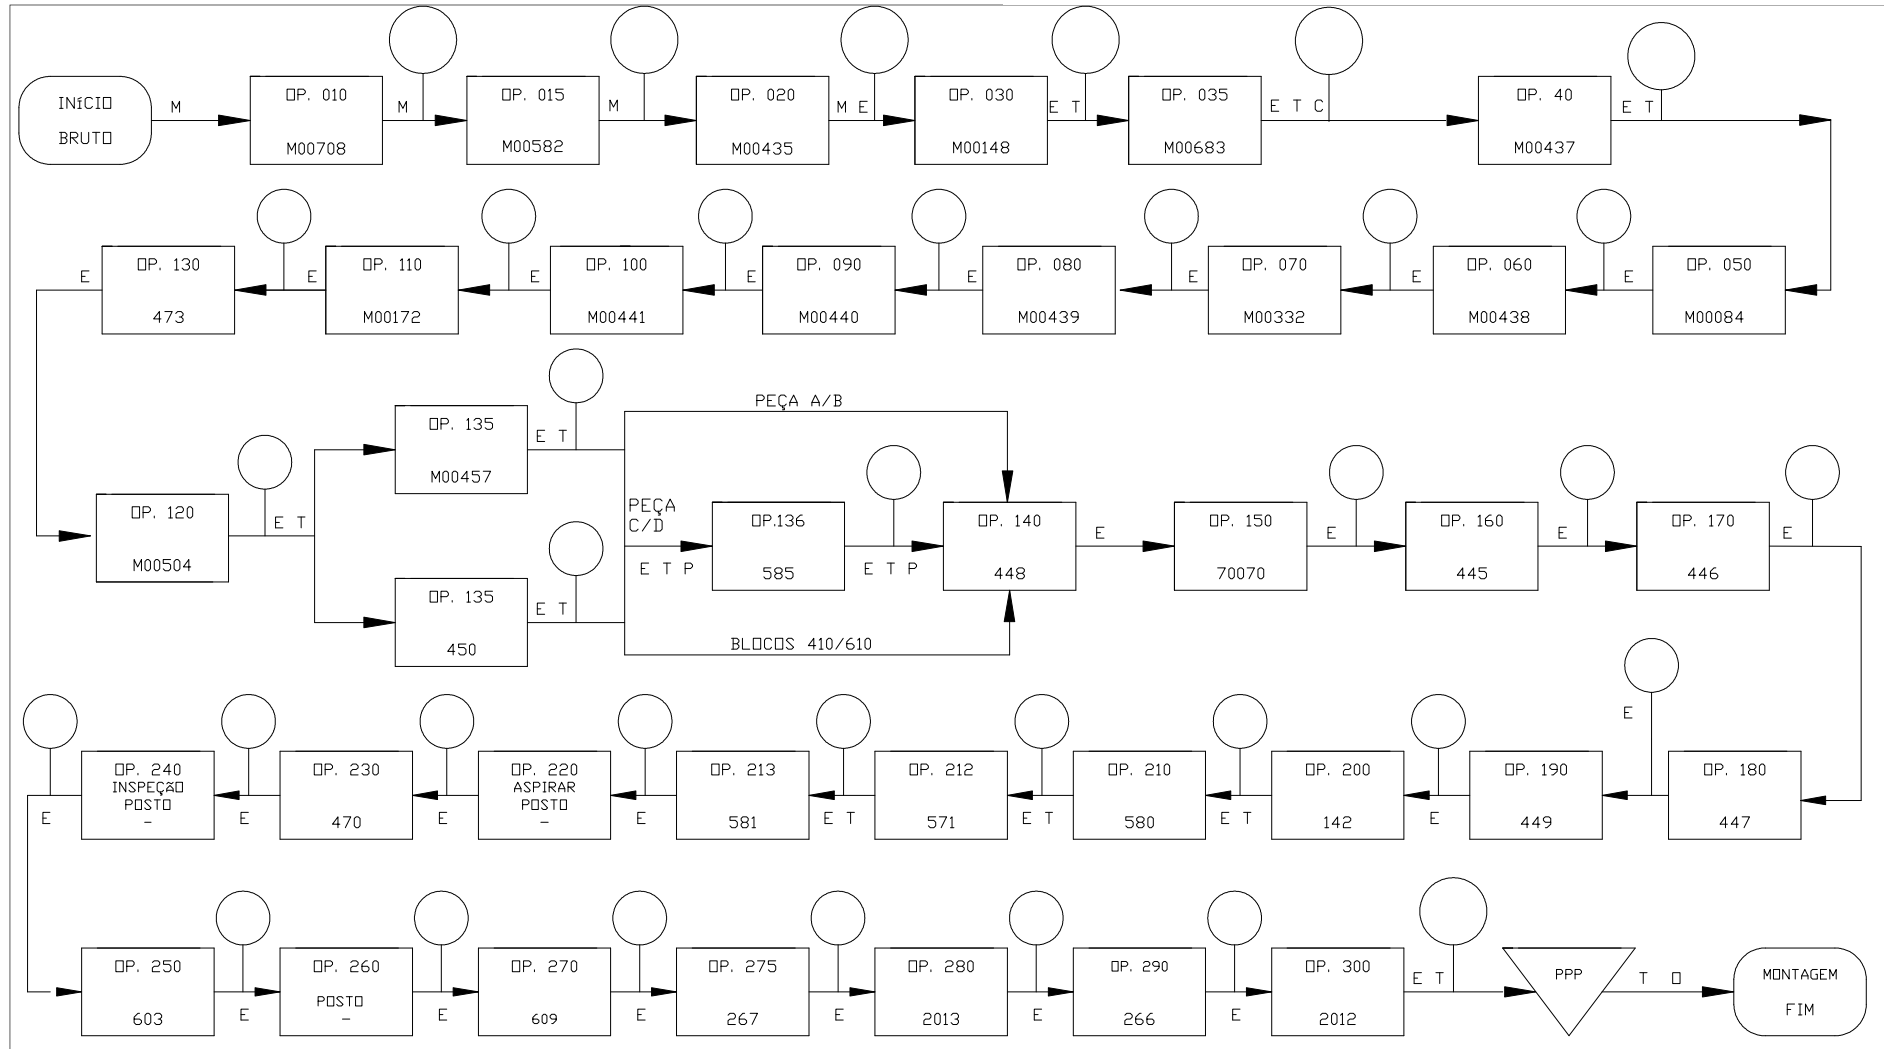 INíCIO
BRUTO
M
OP. 010
M00708
M
OP. 015
M00582
M
OP. 020
M00435
M E
OP. 030
M00148
E T
OP. 035
M00683
E T C
OP. 40
M00437
E T
E
OP. 130
473
E
OP. 110
M00172
E
OP. 100
M00441
E
OP. 090
M00440
E
OP. 080
M00439
E
OP. 070
M00332
E
OP. 060
M00438
E
OP. 050
M00084
OP. 120
M00504
E T
OP. 135
M00457
E T
OP. 135
450
E T
PEÇA A/B
PEÇA
C/D
E T P
BLOCOS 410/610
OP.136
585
E T P
OP. 140
448
E
OP. 150
70070
E
OP. 160
445
E
OP. 170
446
E
E
OP. 240
INSPEÇãO
POSTO
-
E
OP. 230
470
E
OP. 220
ASPIRAR
POSTO
-
E
OP. 213
581
E T
OP. 212
571
E T
OP. 210
580
E T
OP. 200
142
E
OP. 190
449
E
OP. 180
447
OP. 250
603
E
OP. 260
POSTO
-
E
OP. 270
609
E
OP. 275
267
E
OP. 280
2013
E
OP. 290
266
E
OP. 300
2012
E T
PPP
T O
MONTAGEM
FIM